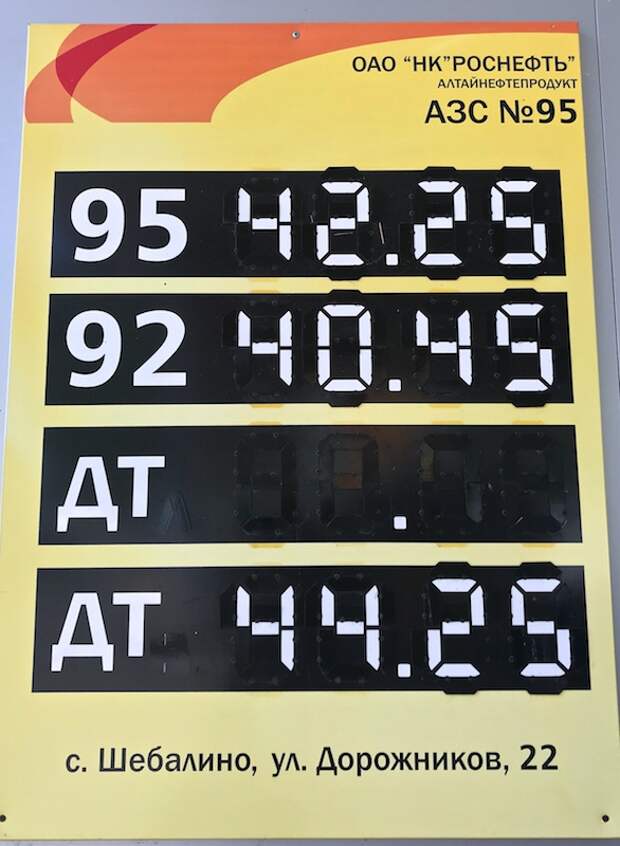 ОАО "НК"РОСНЕФТЬ"
АЛТАЙНЕФТЕПРОДУКТ
АЗС №95
95 42.25
92 40.45
ДТ .
ДТ 44.25
с. Шебалино, ул. Дорожников, 22